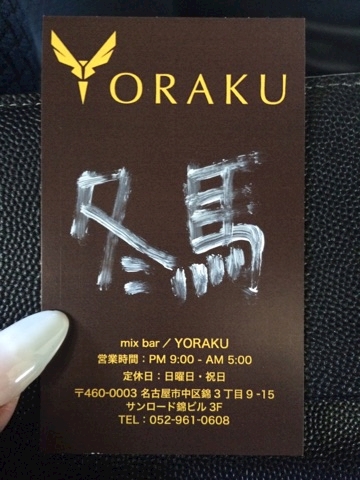 YORAKU
冬馬
mix bar／YORAKU
営業時間：PM 9:00 - AM 5:00
定休日：日曜日・祝日
〒460-0003 名古屋市中区錦３丁目９-15
サンロード錦ビル 3F
TEL：052-961-0608